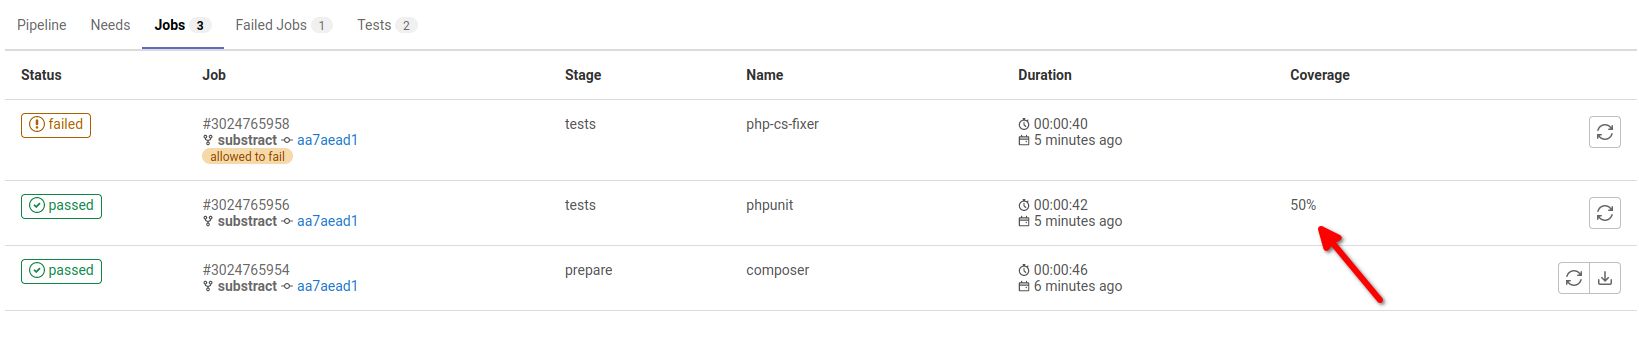 Pipeline Needs Jobs 3 Failed Jobs 1 Tests 2
Status Job Stage Name Duration Coverage
failed #3024765958 tests php-cs-fixer 00:00:40
substract aa7aead1 5 minutes ago
allowed to fail
passed #3024765956 tests phpunit 00:00:42 50%
substract aa7aead1 5 minutes ago
passed #3024765954 prepare composer 00:00:46
substract aa7aead1 6 minutes ago